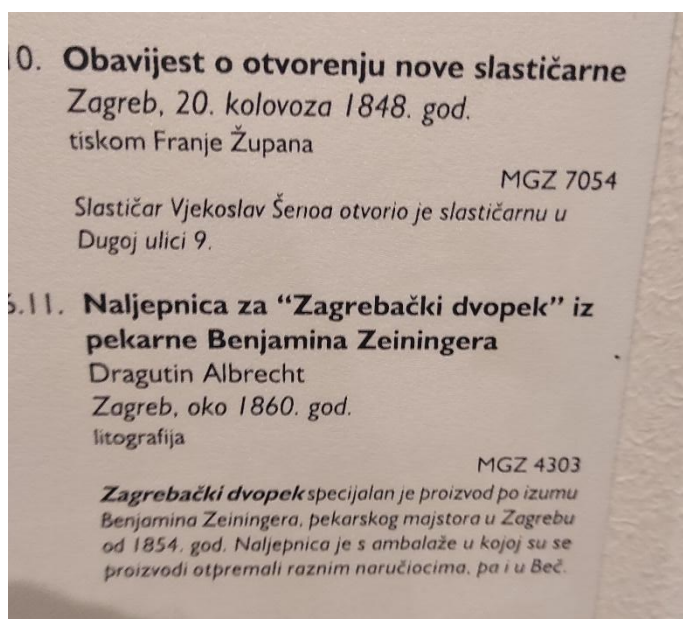 10. Obavijest o otvorenju nove slastičarne
Zagreb, 20. kolovoza 1848. god.
tiskom Franje Župana
MGZ 7054
Slastičar Vjekoslav Šenoa otvorio je slastičarnu u
Dugoj ulici 9.
6.11. Naljepnica za “Zagrebački dvopek” iz
pekarne Benjamina Zeiningera
Dragutin Albrecht
Zagreb, oko 1860. god.
litografija
MGZ 4303
Zagrebački dvopek specijalan je proizvod po izumu
Benjamina Zeiningera, pekarskog majstora u Zagrebu
od 1854. god. Naljepnica je s ambalaže u kojoj su se
proizvodi otpremali raznim naručiocima, pa i u Beč.